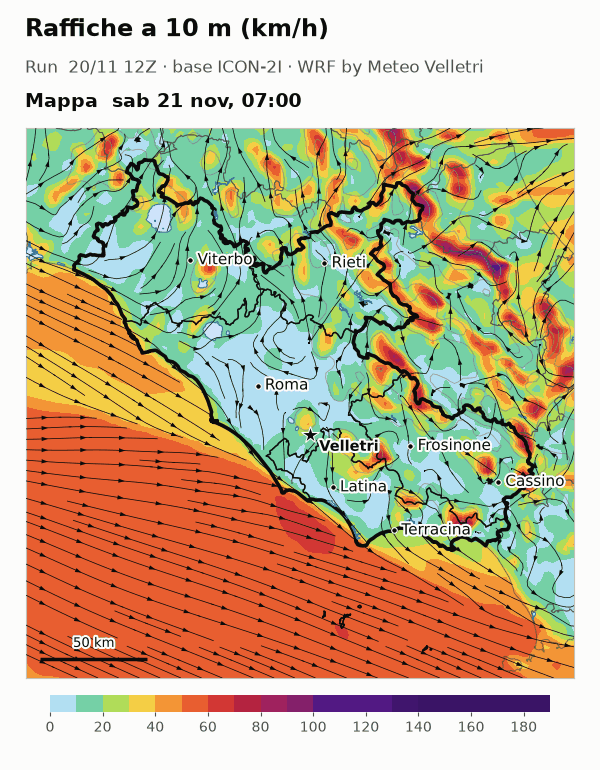 Raffiche a 10 m (km/h)
Run 20/11 12Z · base ICON-2I · WRF by Meteo Velletri
Mappa sab 21 nov, 07:00
Viterbo
Rieti
Roma
Velletri
Frosinone
Latina
Cassino
Terracina
50 km
0 20 40 60 80 100 120 140 160 180